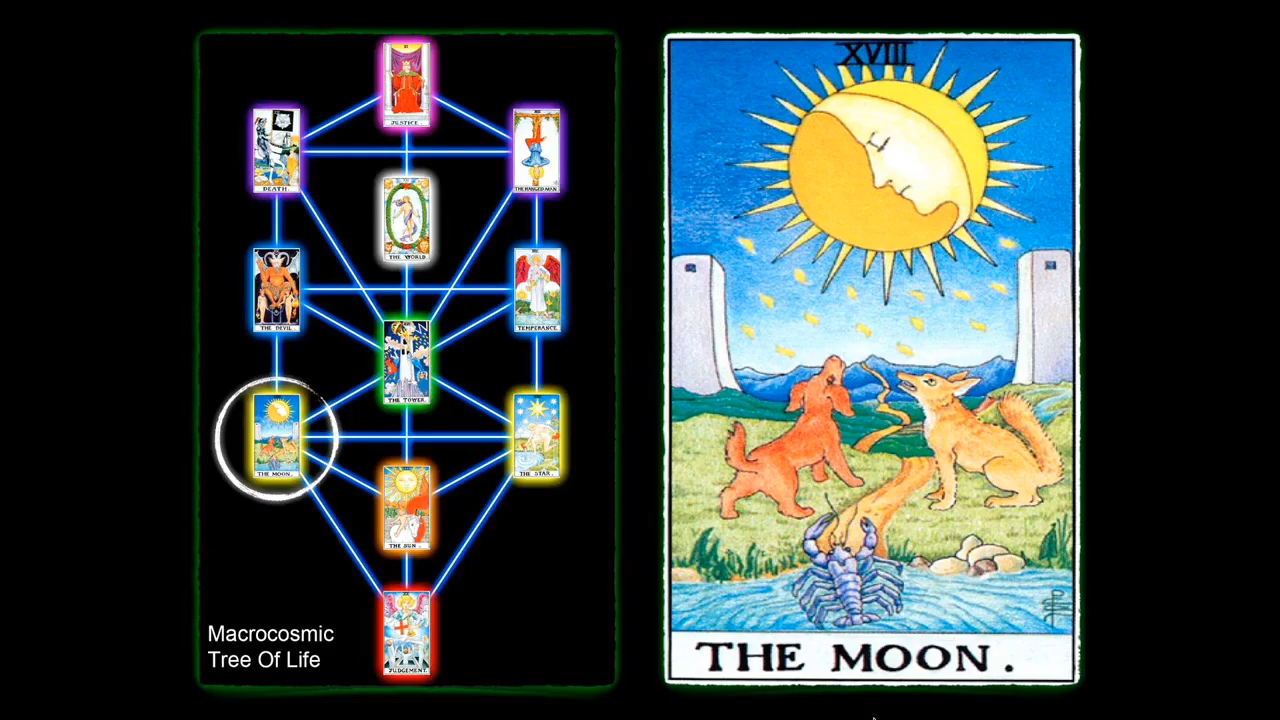 JUSTICE.
DEATH.
THE HANGED MAN.
THE WORLD.
THE DEVIL.
TEMPERANCE.
THE TOWER.
THE MOON.
THE STAR.
THE SUN.
JUDGEMENT.
Macrocosmic
Tree Of Life
XVIII
THE MOON.